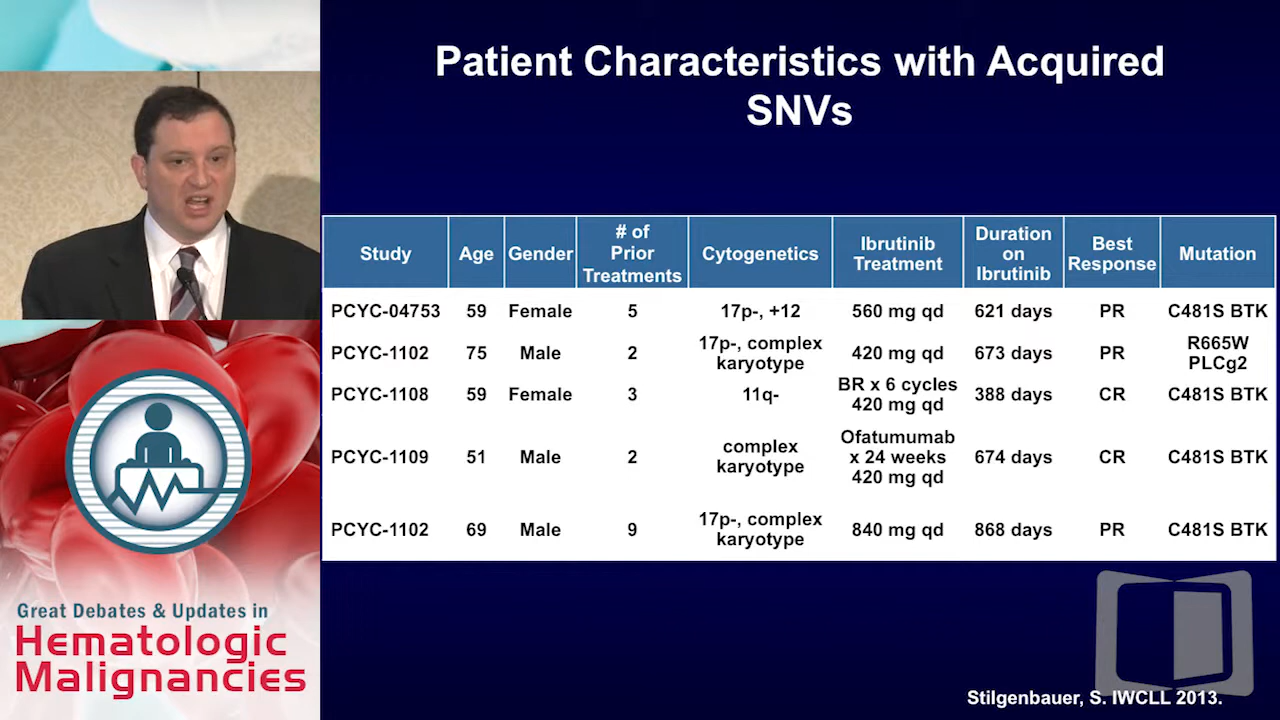 Patient Characteristics with Acquired
SNVs
Study Age Gender # of Prior Treatments Cytogenetics Ibrutinib Treatment Duration on Ibrutinib Best Response Mutation
PCYC-04753 59 Female 5 17p-, +12 560 mg qd 621 days PR C481S BTK
PCYC-1102 75 Male 2 17p-, complex karyotype 420 mg qd 673 days PR R665W PLCg2
PCYC-1108 59 Female 3 11q- BR x 6 cycles 420 mg qd 388 days CR C481S BTK
PCYC-1109 51 Male 2 complex karyotype Ofatumumab x 24 weeks 420 mg qd 674 days CR C481S BTK
PCYC-1102 69 Male 9 17p-, complex karyotype 840 mg qd 868 days PR C481S BTK
Great Debates & Updates in
Hematologic
Malignancies
Stilgenbauer, S. IWCLL 2013.